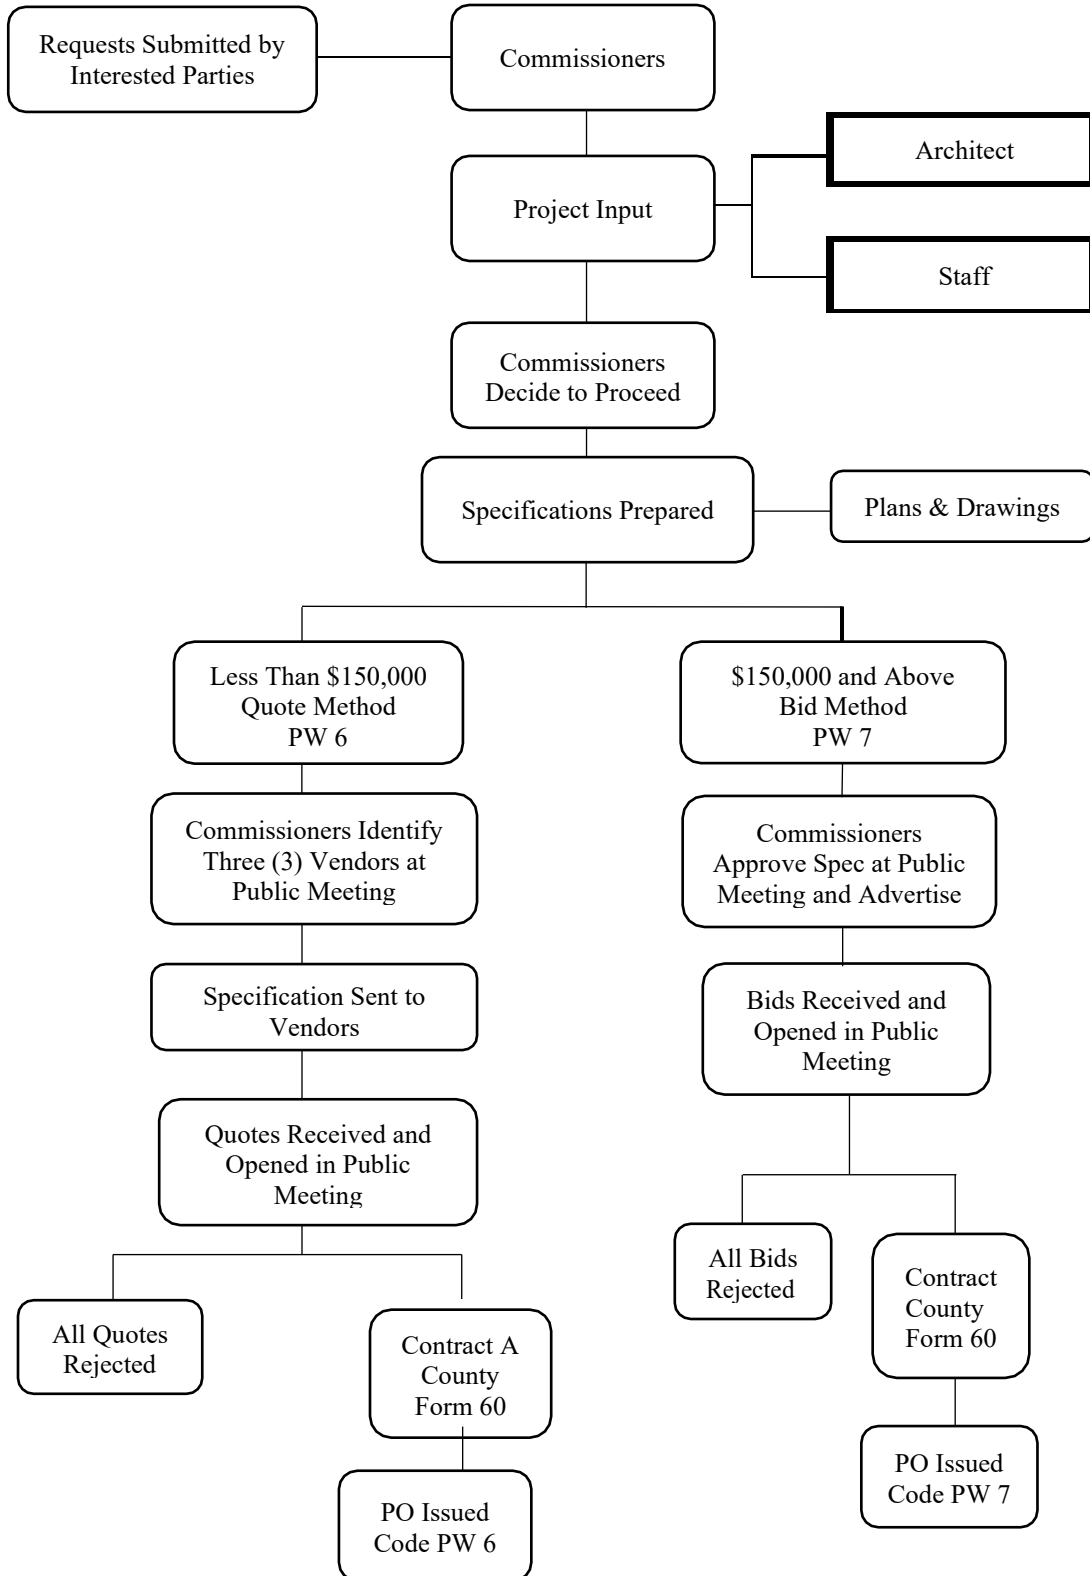 Requests Submitted by
Interested Parties
Commissioners
Architect
Project Input
Staff
Commissioners
Decide to Proceed
Specifications Prepared
Plans & Drawings
Less Than $150,000
Quote Method
PW 6
$150,000 and Above
Bid Method
PW 7
Commissioners Identify
Three (3) Vendors at
Public Meeting
Commissioners
Approve Spec at Public
Meeting and Advertise
Specification Sent to
Vendors
Bids Received and
Opened in Public
Meeting
Quotes Received and
Opened in Public
Meeting
All Bids
Rejected
Contract
County
Form 60
All Quotes
Rejected
Contract A
County
Form 60
PO Issued
Code PW 7
PO Issued
Code PW 6